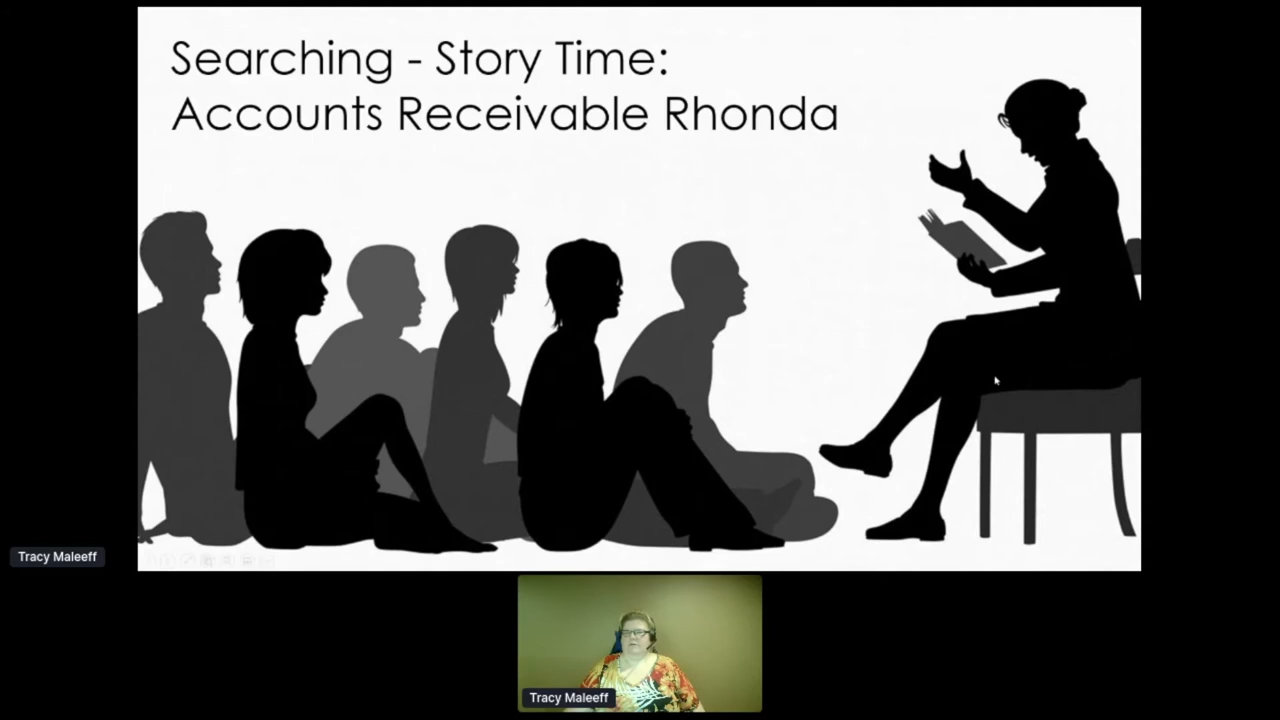 Searching - Story Time:
Accounts Receivable Rhonda
Tracy Maleeff
Tracy Maleeff